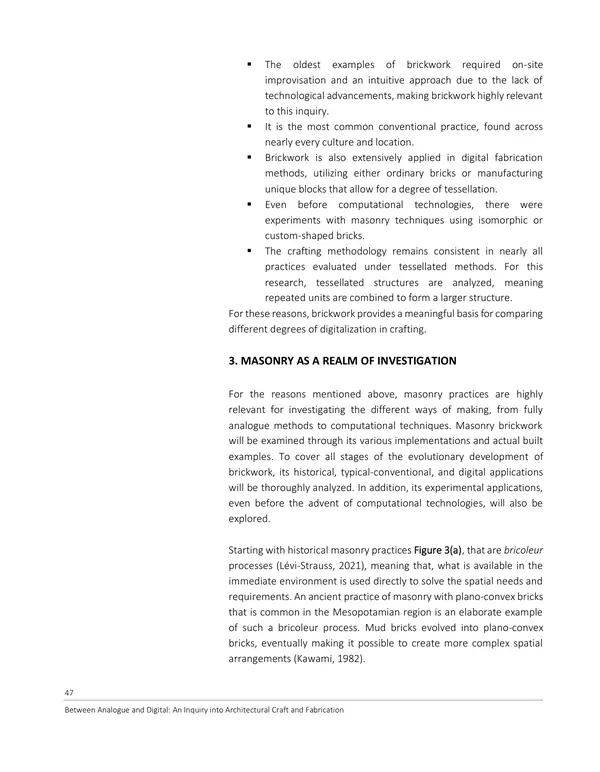 ▪ The oldest examples of brickwork required on-site
improvisation and an intuitive approach due to the lack of
technological advancements, making brickwork highly relevant
to this inquiry.
▪ It is the most common conventional practice, found across
nearly every culture and location.
▪ Brickwork is also extensively applied in digital fabrication
methods, utilizing either ordinary bricks or manufacturing
unique blocks that allow for a degree of tessellation.
▪ Even before computational technologies, there were
experiments with masonry techniques using isomorphic or
custom-shaped bricks.
▪ The crafting methodology remains consistent in nearly all
practices evaluated under tessellated methods. For this
research, tessellated structures are analyzed, meaning
repeated units are combined to form a larger structure.
For these reasons, brickwork provides a meaningful basis for comparing
different degrees of digitalization in crafting.
3. MASONRY AS A REALM OF INVESTIGATION
For the reasons mentioned above, masonry practices are highly
relevant for investigating the different ways of making, from fully
analogue methods to computational techniques. Masonry brickwork
will be examined through its various implementations and actual built
examples. To cover all stages of the evolutionary development of
brickwork, its historical, typical-conventional, and digital applications
will be thoroughly analyzed. In addition, its experimental applications,
even before the advent of computational technologies, will also be
explored.
Starting with historical masonry practices Figure 3(a), that are bricoleur
processes (Lévi-Strauss, 2021), meaning that, what is available in the
immediate environment is used directly to solve the spatial needs and
requirements. An ancient practice of masonry with plano-convex bricks
that is common in the Mesopotamian region is an elaborate example
of such a bricoleur process. Mud bricks evolved into plano-convex
bricks, eventually making it possible to create more complex spatial
arrangements (Kawami, 1982).
47
Between Analogue and Digital: An Inquiry into Architectural Craft and Fabrication